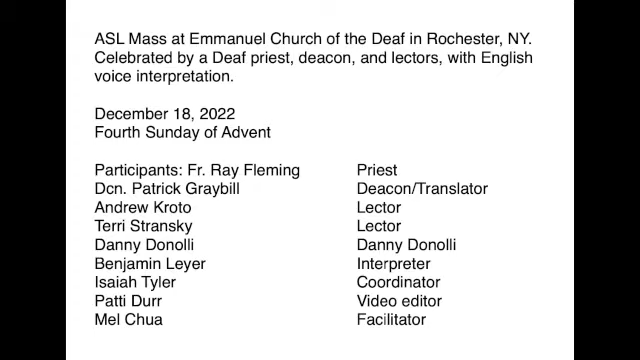 ASL Mass at Emmanuel Church of the Deaf in Rochester, NY.
Celebrated by a Deaf priest, deacon, and lectors, with English
voice interpretation.
December 18, 2022
Fourth Sunday of Advent
Participants: Fr. Ray Fleming Priest
Dcn. Patrick Graybill Deacon/Translator
Andrew Kroto Lector
Terri Stransky Lector
Danny Donolli Danny Donolli
Benjamin Leyer Interpreter
Isaiah Tyler Coordinator
Patti Durr Video editor
Mel Chua Facilitator